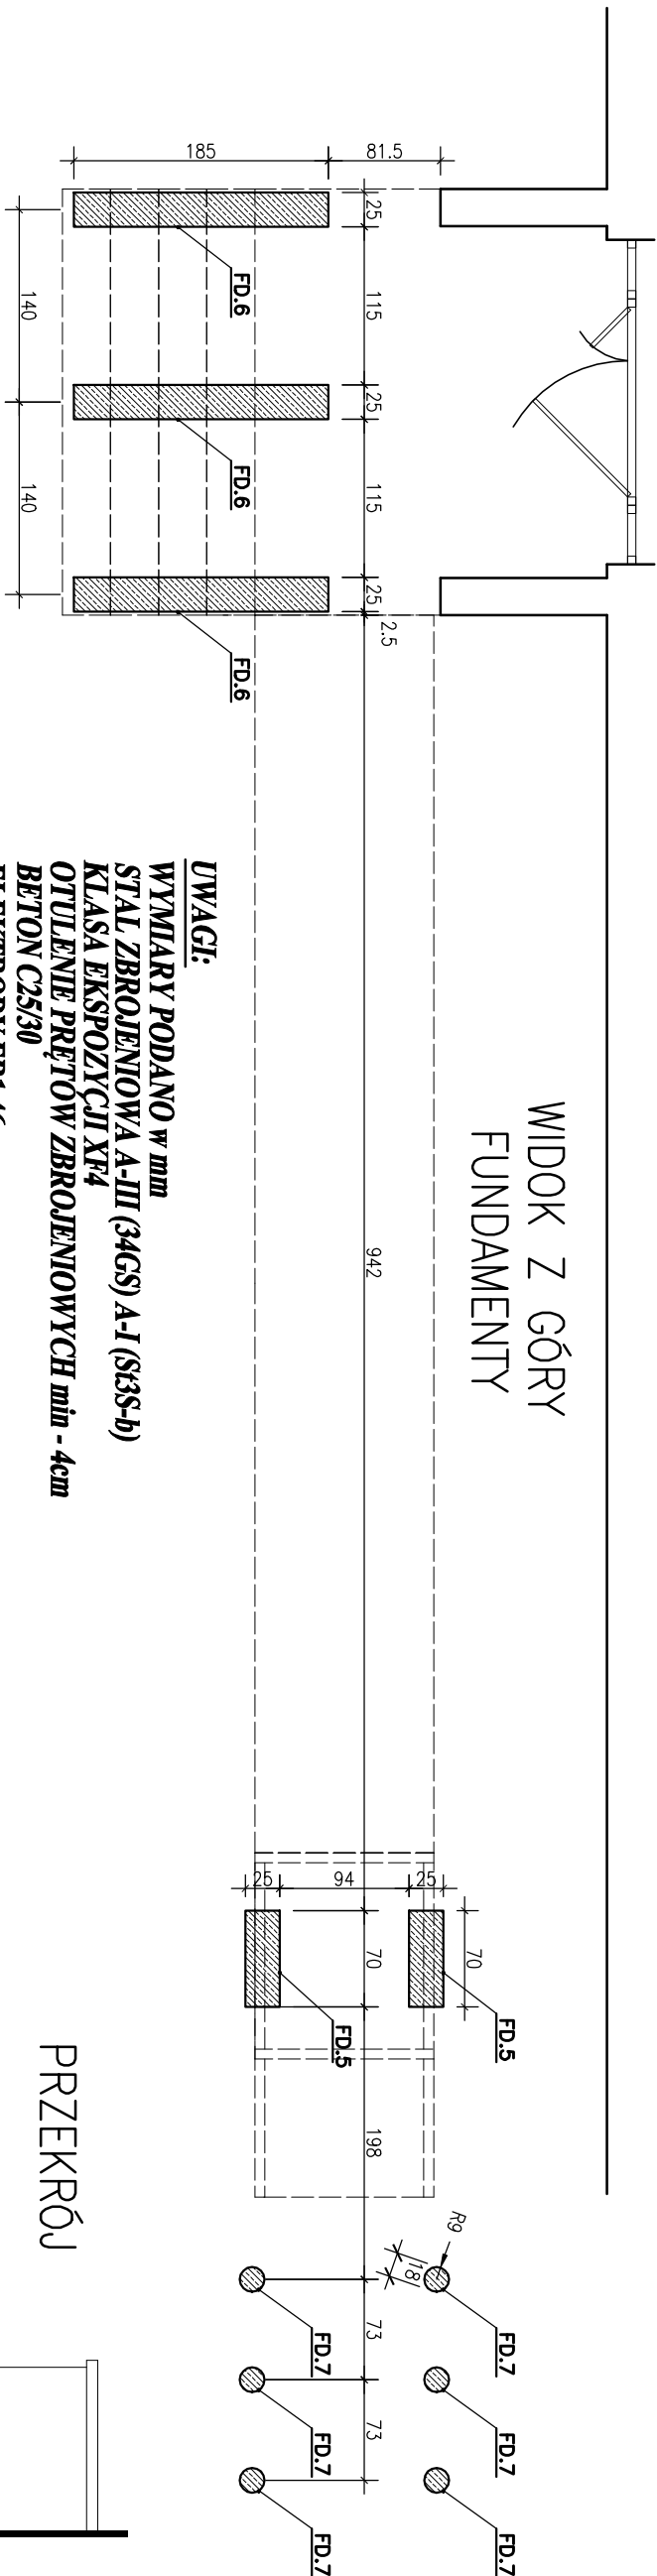 WIDOK Z GÓRY
FUNDAMENTY
185
81.5
25
115
25
115
25
2.5
942
70
198
73
73
140
140
FD.6
FD.6
FD.6
25
94
25
70
FD.5
FD.5
R9
18
FD.7
FD.7
FD.7
FD.7
FD.7
FD.7
UWAGI:
WYMIARY PODANO w mm
STAL ZBROJENIOWA A-III (34GS) A-I (St3S-b)
KLASA EKSPOZYCJI XF4
OTULENIE PRĘTÓW ZBROJENIOWYCH min - 4cm
BETON C25/30
PRZEKRÓJ